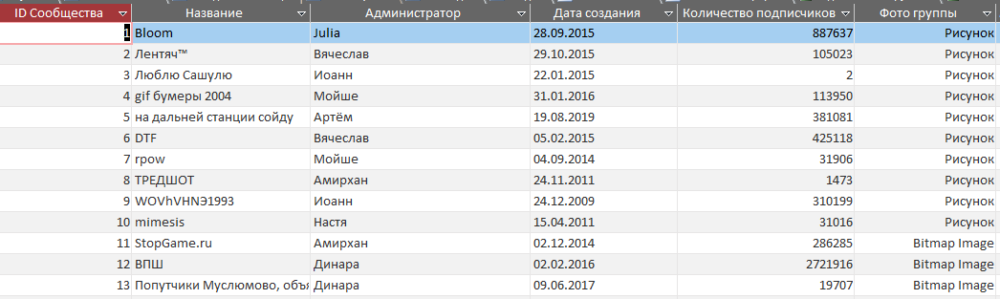 ID Сообщества Название Администратор Дата создания Количество подписчиков Фото группы
1 Bloom Julia 28.09.2015 887637 Рисунок
2 Лентяч™ Вячеслав 29.10.2015 105023 Рисунок
3 Люблю Сашулю Иоанн 22.01.2015 2 Рисунок
4 gif бумеры 2004 Мойше 31.01.2016 113950 Рисунок
5 на дальней станции сойду Артём 19.08.2019 381081 Рисунок
6 DTF Вячеслав 05.02.2015 425118 Рисунок
7 rpow Мойше 04.09.2014 31906 Рисунок
8 ТРЕДШОТ Амирхан 24.11.2011 1473 Рисунок
9 WOVhVHNЭ1993 Иоанн 24.12.2009 310199 Рисунок
10 mimesis Настя 15.04.2011 31016 Рисунок
11 StopGame.ru Амирхан 02.12.2014 286285 Bitmap Image
12 ВПШ Динара 02.02.2016 2721916 Bitmap Image
13 Попутчики Муслюмово, объя Динара 09.06.2017 19707 Bitmap Image